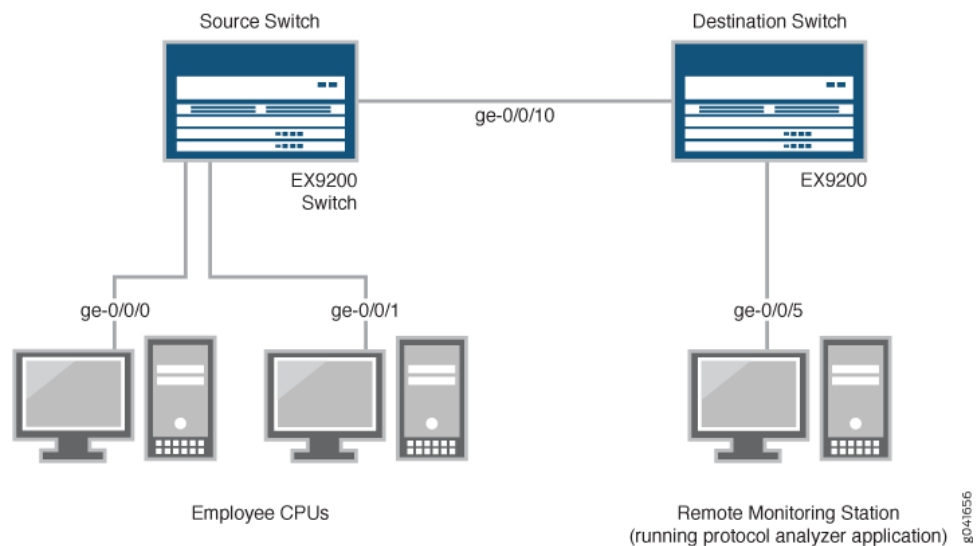 Source Switch
Destination Switch
ge-0/0/10
EX9200
Switch
EX9200
ge-0/0/0
ge-0/0/1
ge-0/0/5
Employee CPUs
Remote Monitoring Station
(running protocol analyzer application)
g041656